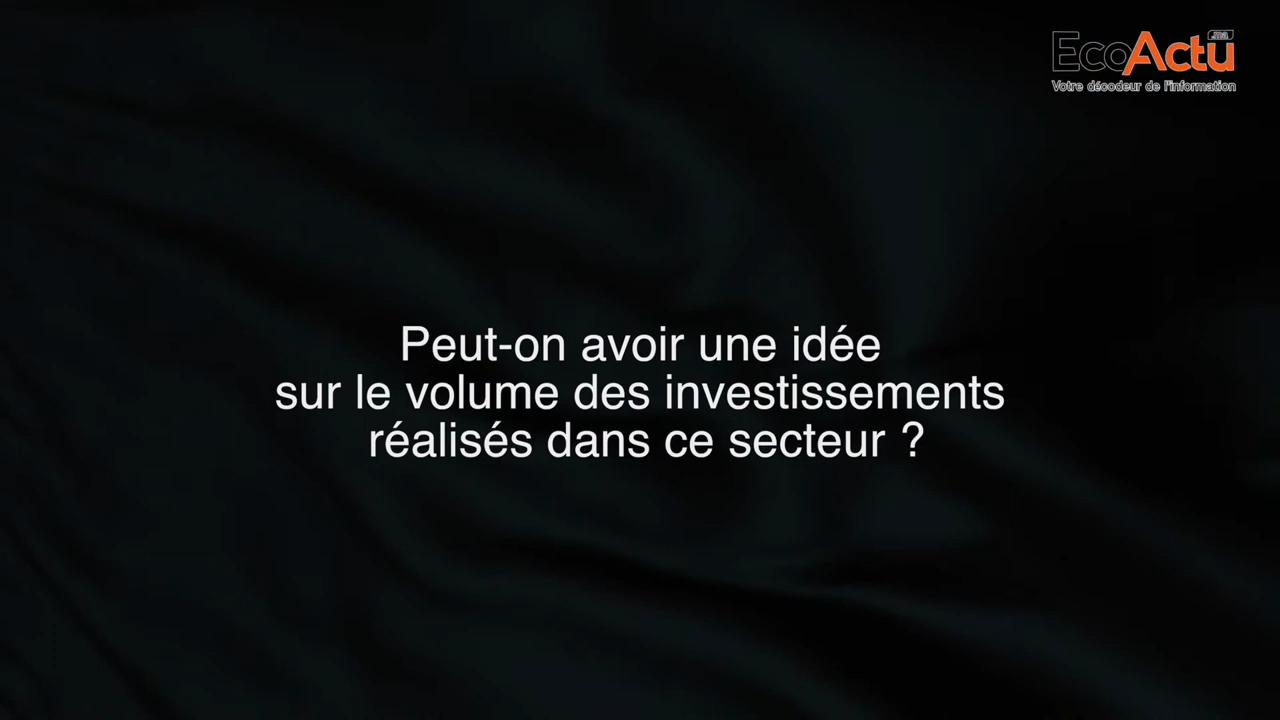 .ma
EcoActu
Votre décodeur de l'information
Peut-on avoir une idée
sur le volume des investissements
réalisés dans ce secteur ?